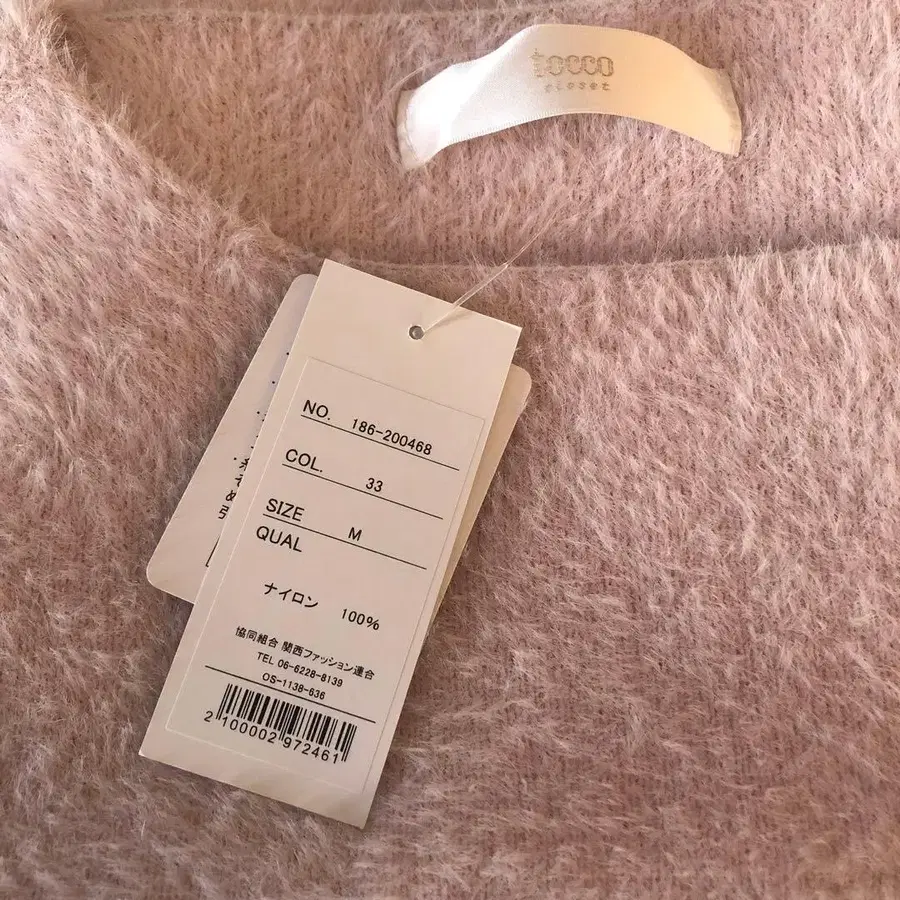 tocco
closet
NO. 186-200468
COL. 33
SIZE M
QUAL
ナイロン 100%
協同組合 関西ファッション連合
TEL 06-6228-8139
OS-1138-636
2 100002 972461